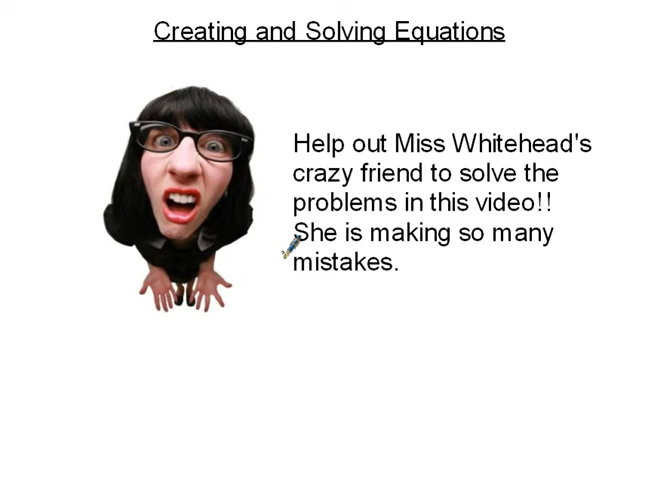 Creating and Solving Equations
Help out Miss Whitehead's
crazy friend to solve the
problems in this video!!
She is making so many
mistakes.